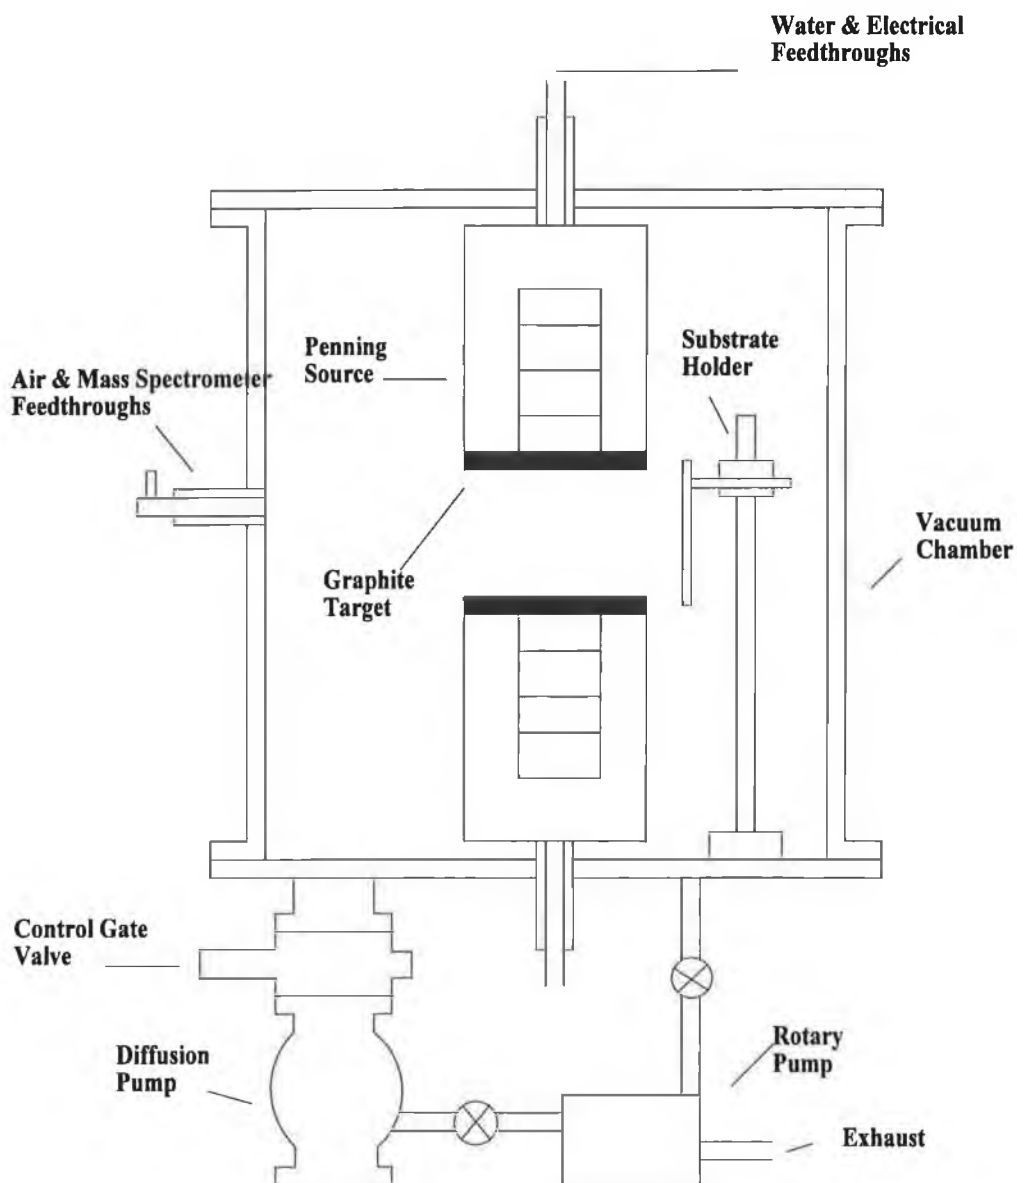 Water & Electrical
Feedthroughs
Penning
Source
Substrate
Holder
Air & Mass Spectrometer
Feedthroughs
Vacuum
Chamber
Graphite
Target
Control Gate
Valve
Rotary
Pump
Diffusion
Pump
Exhaust